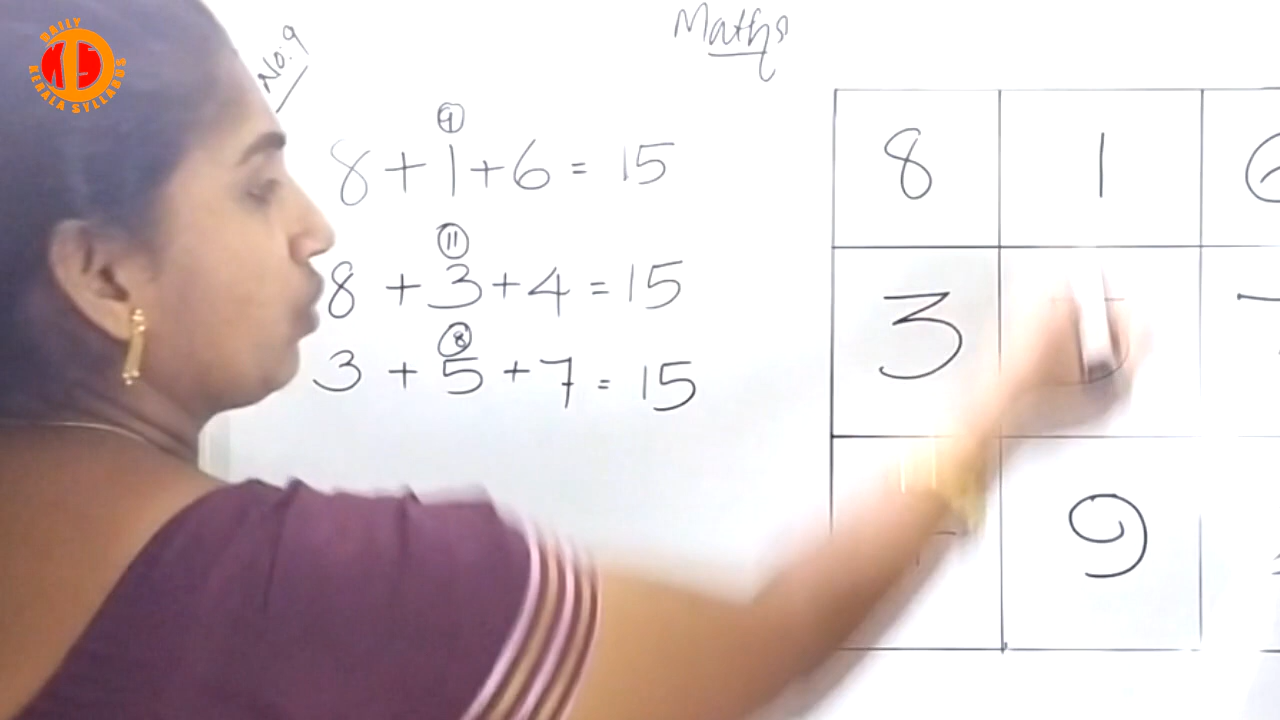 DAILY
KERALA SYLLABUS
No: 9
Maths
9
8 + 1 + 6 = 15
11
8 + 3 + 4 = 15
8
3 + 5 + 7 = 15
8 1
3
9